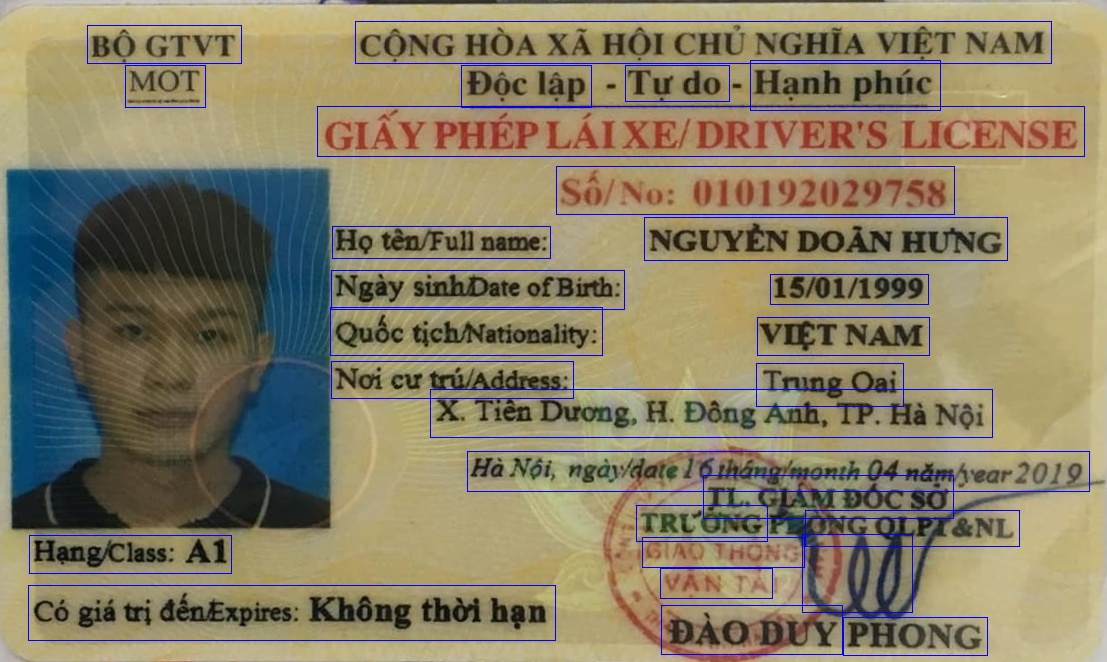 BỘ GTVT
MOT
CỘNG HÒA XÃ HỘI CHỦ NGHĨA VIỆT NAM
Độc lập - Tự do - Hạnh phúc
GIẤY PHÉP LÁI XE/DRIVER'S LICENSE
Số/No: 010192029758
Họ tên/Full name: NGUYỄN DOÃN HƯNG
Ngày sinh/Date of Birth: 15/01/1999
Quốc tịch/Nationality: VIỆT NAM
Nơi cư trú/Address: Trung Oai
X. Tiên Dương, H. Đông Anh, TP. Hà Nội
Hà Nội, ngày/date 16 tháng/month 04 năm/year 2019
TL. GIÁM ĐỐC SỞ
TRƯỞNG PHÒNG QLPT&NL
GIAO THÔNG
VẬN TẢI
ĐÀO DUY PHONG
Hạng/Class: A1
Có giá trị đến/Expires: Không thời hạn